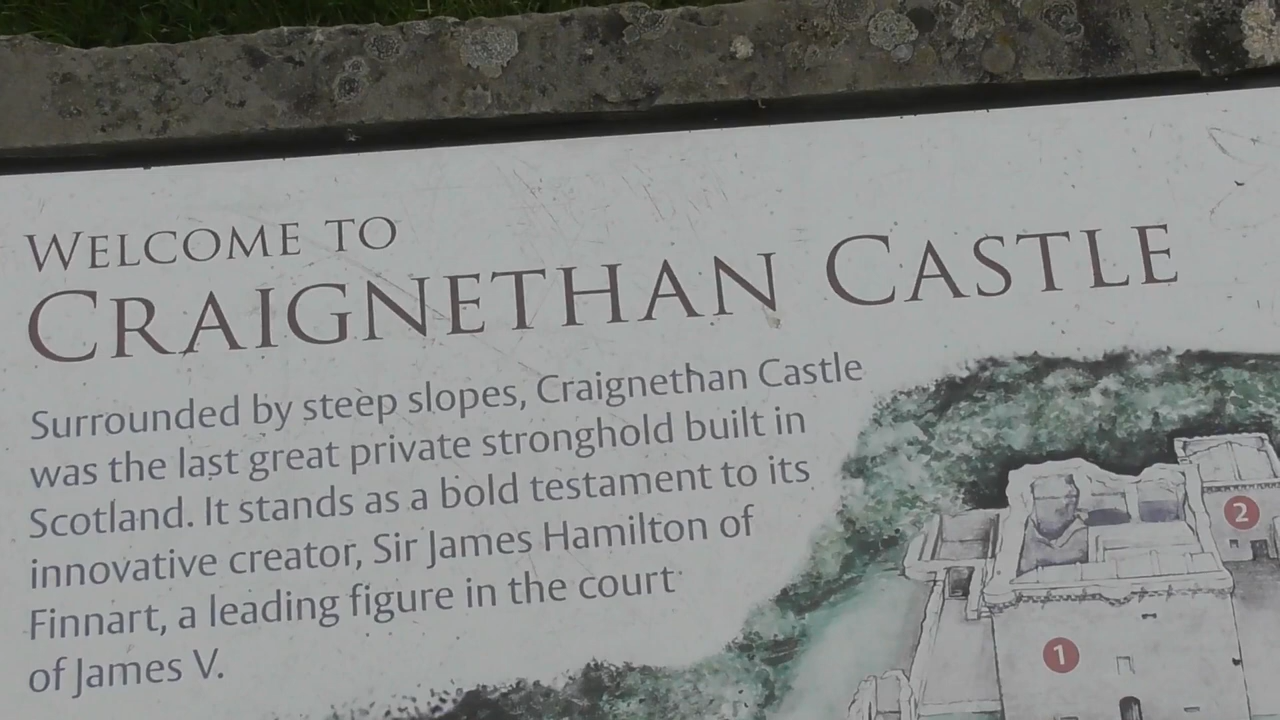 WELCOME TO
CRAIGNETHAN CASTLE
Surrounded by steep slopes, Craignethan Castle
was the last great private stronghold built in
Scotland. It stands as a bold testament to its
innovative creator, Sir James Hamilton of
Finnart, a leading figure in the court
of James V.
2
1